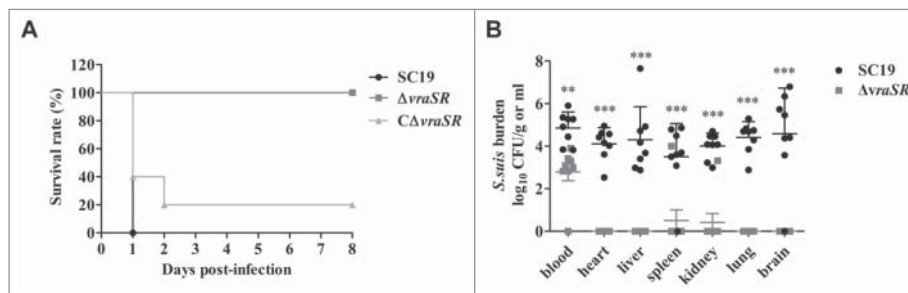 A
120
100
80
60
40
20
0
0 1 2 3 4 5 6 7 8
Survival rate (%)
Days post-infection
SC19
ΔvraSR
CΔvraSR
B
8
6
4
2
0
S.suis burden
log10 CFU/g or ml
** *** *** *** *** *** ***
blood heart liver spleen kidney lung brain
SC19
ΔvraSR